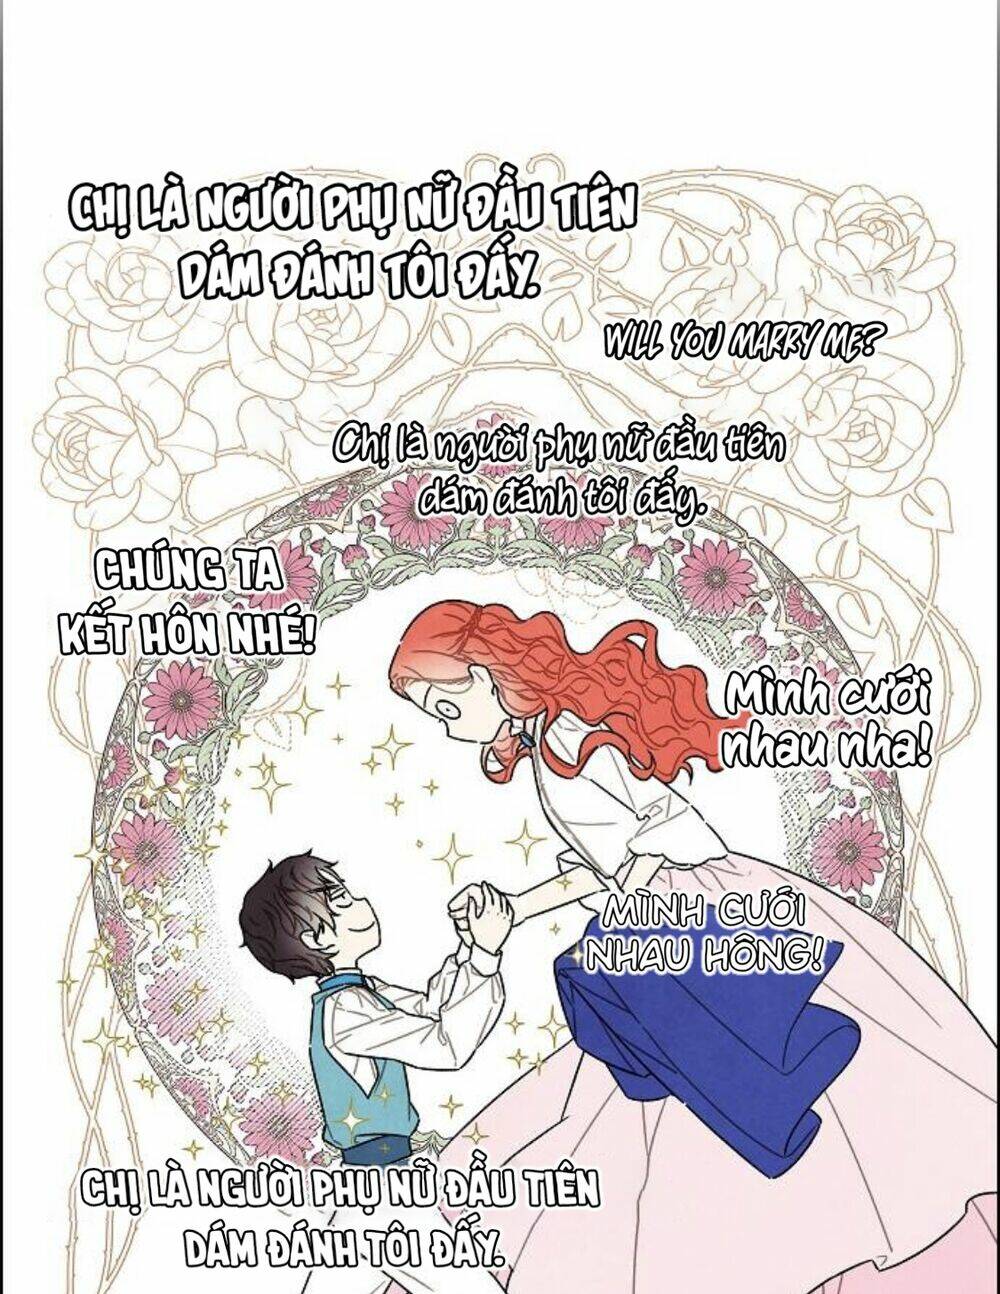 CHỊ LÀ NGƯỜI PHỤ NỮ ĐẦU TIÊN
DÁM ĐÁNH TÔI ĐẤY.
WILL YOU MARRY ME?
Chị là người phụ nữ đầu tiên
dám đánh tôi đấy.
CHÚNG TA
KẾT HÔN NHÉ!
Mình cưới
nhau nha!
MÌNH CƯỚI
NHAU HÔNG!
CHỊ LÀ NGƯỜI PHỤ NỮ ĐẦU TIÊN
DÁM ĐÁNH TÔI ĐẤY.